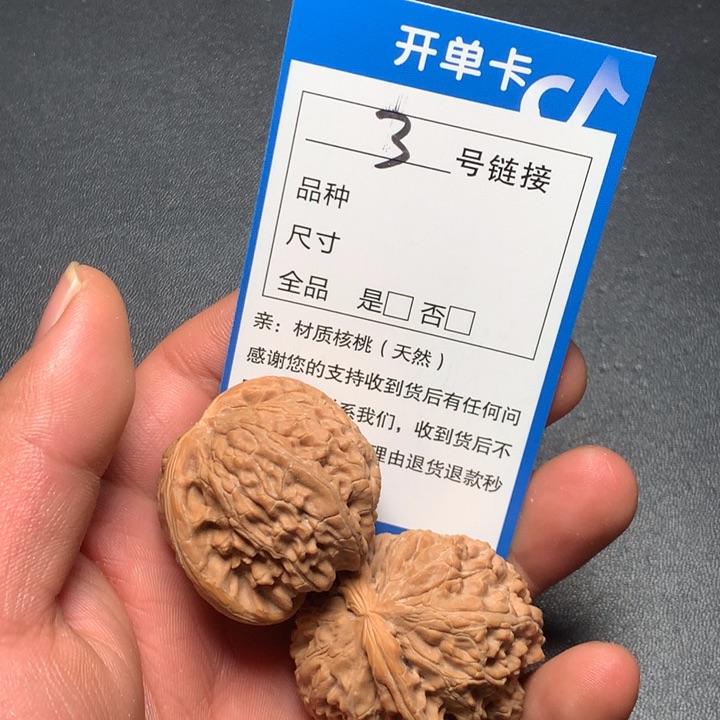 开单卡
3 号链接
品种
尺寸
全品 是□ 否□
亲：材质核桃（天然）
感谢您的支持收到货后有任何问
系我们，收到货后不
理由退货退款秒